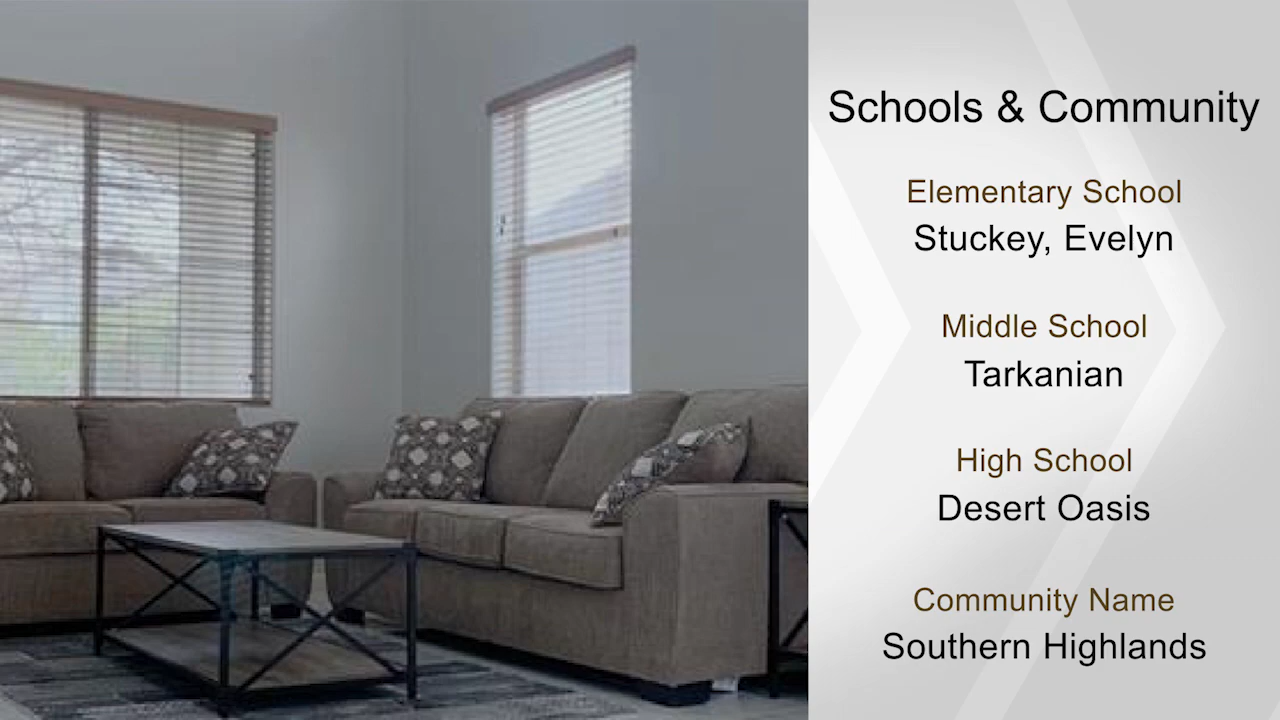 Schools & Community
Elementary School
Stuckey, Evelyn
Middle School
Tarkanian
High School
Desert Oasis
Community Name
Southern Highlands